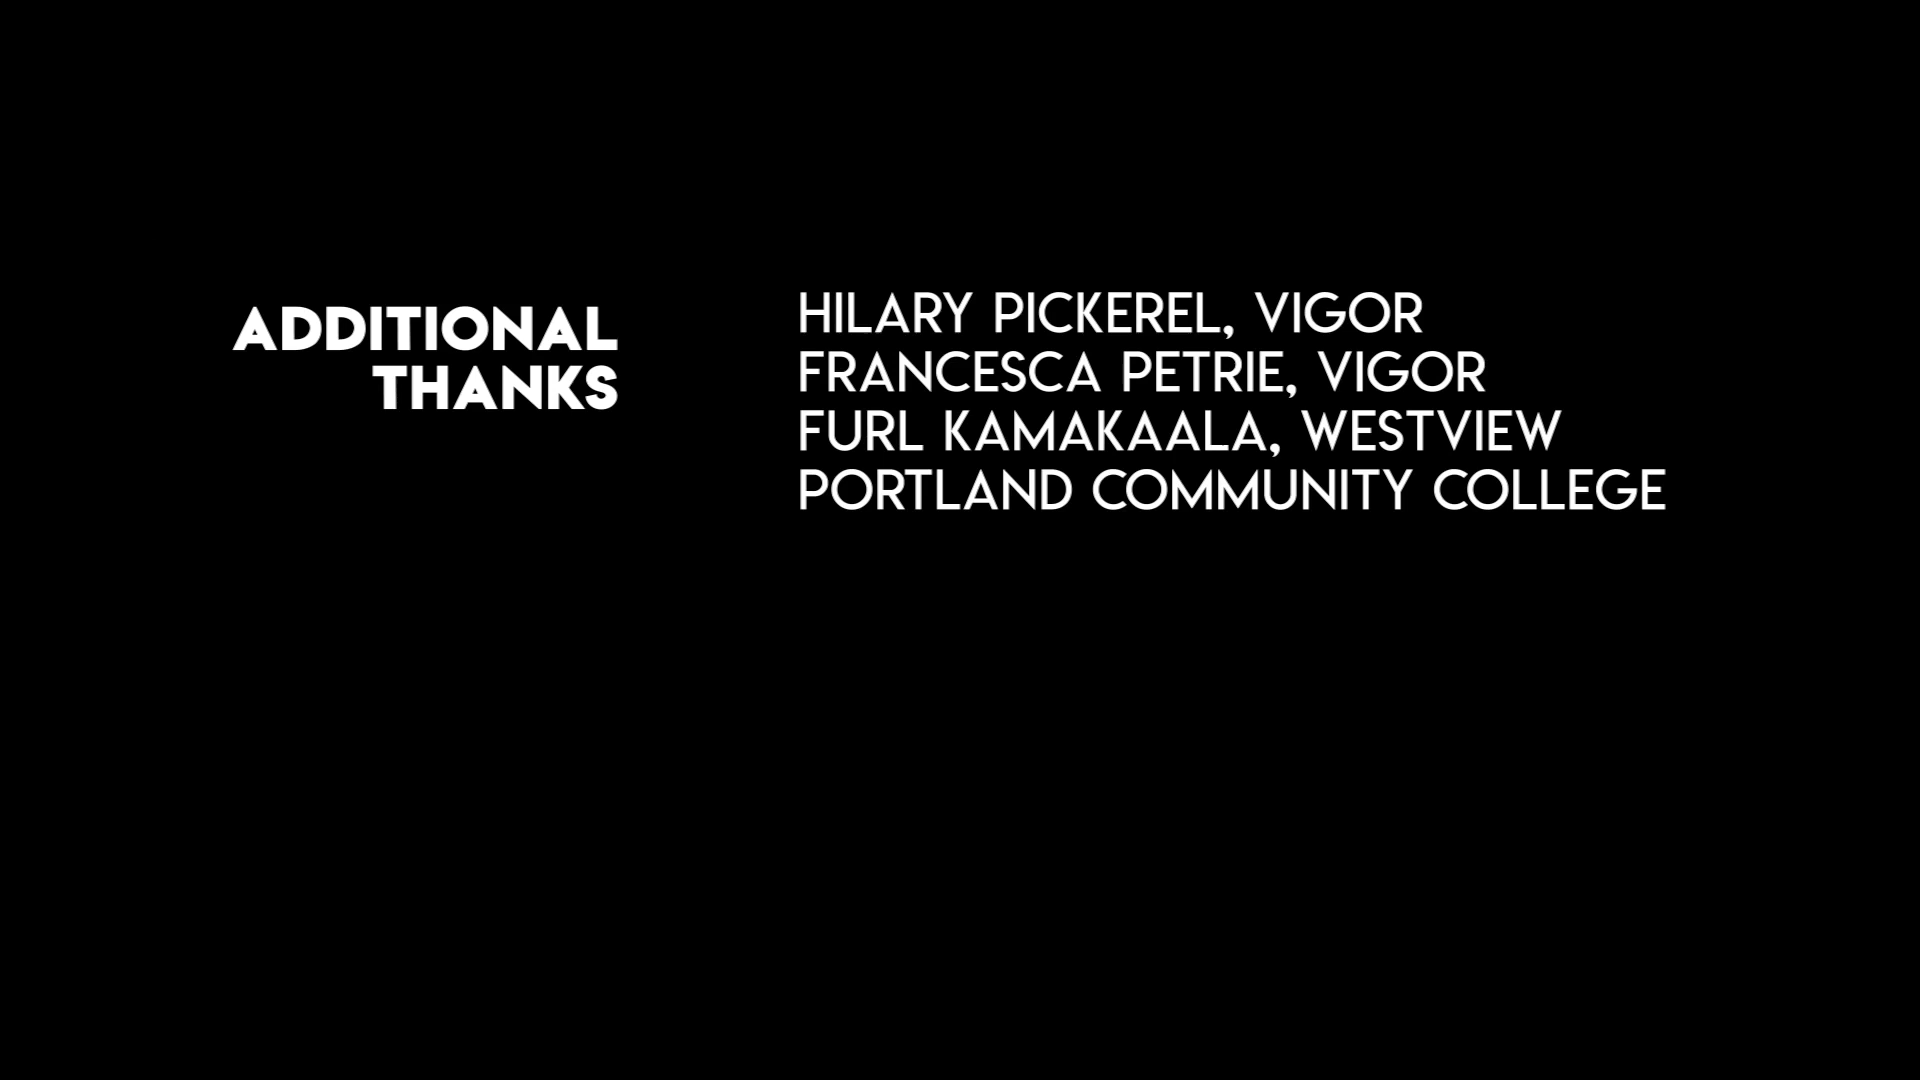 ADDITIONAL
THANKS
HILARY PICKEREL, VIGOR
FRANCESCA PETRIE, VIGOR
FURL KAMAKAALA, WESTVIEW
PORTLAND COMMUNITY COLLEGE